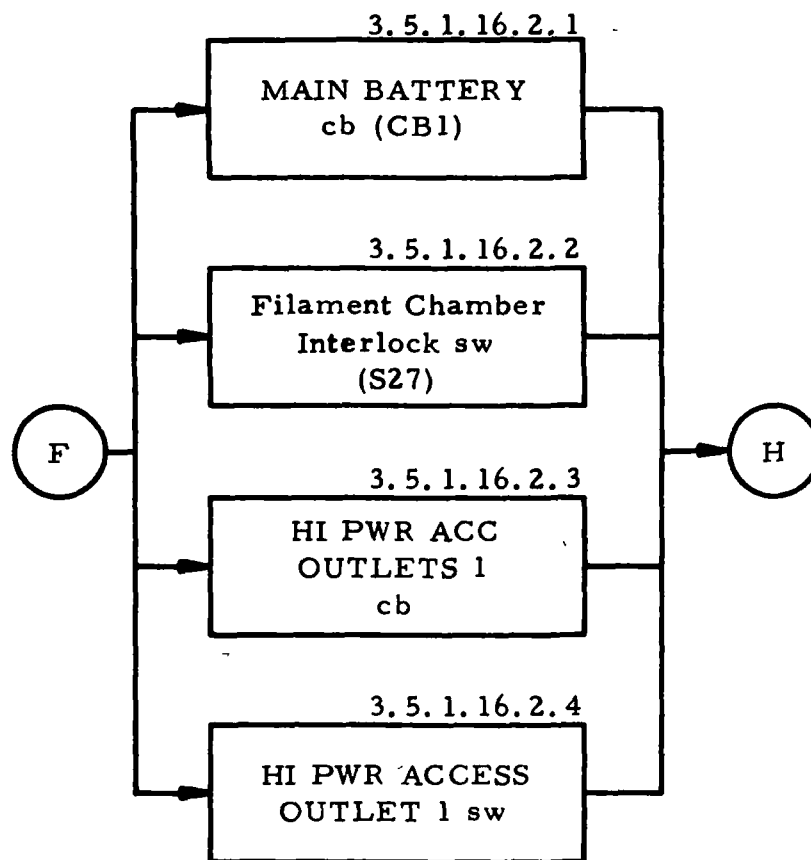 3.5.1.16.2.1
MAIN BATTERY
cb (CB1)
3.5.1.16.2.2
Filament Chamber
Interlock sw
(S27)
F
H
3.5.1.16.2.3
HI PWR ACC
OUTLETS 1
cb
3.5.1.16.2.4
HI PWR ACCESS
OUTLET 1 sw